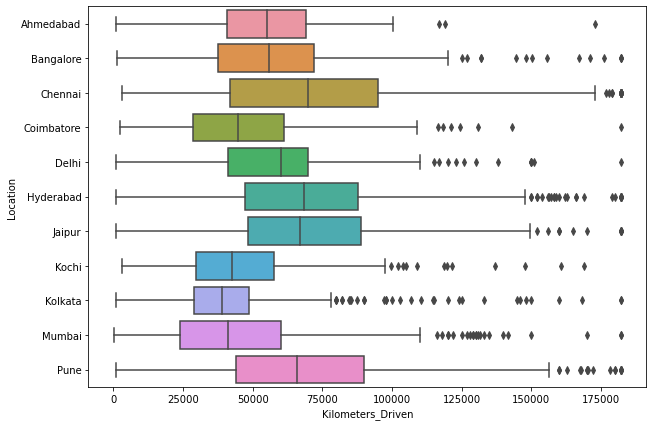 Ahmedabad
Bangalore
Chennai
Coimbatore
Delhi
Hyderabad
Jaipur
Kochi
Kolkata
Mumbai
Pune
Location
0 25000 50000 75000 100000 125000 150000 175000
Kilometers_Driven